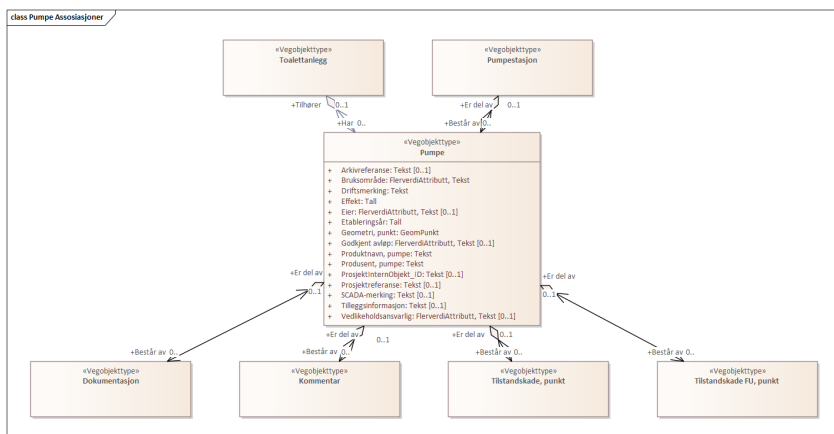 class Pumpe Assosiasjoner
«Vegobjekttype»
Toalettanlegg
«Vegobjekttype»
Pumpestasjon
+Tilhører 0..1
+Er del av 0..1
+Har 0..
+Består av 0..
«Vegobjekttype»
Pumpe
+ Arkivreferanse: Tekst [0..1]
+ Bruksområde: FlerverdiAttributt, Tekst
+ Driftsmerking: Tekst
+ Effekt: Tall
+ Eier: FlerverdiAttributt, Tekst [0..1]
+ Etableringsår: Tall
+ Geometri, punkt: GeomPunkt
+ Godkjent avløp: FlerverdiAttributt, Tekst [0..1]
+ Produktnavn, pumpe: Tekst
+ Produsent, pumpe: Tekst
+ ProsjektInternObjekt_ID: Tekst [0..1]
+ Prosjektreferanse: Tekst [0..1]
+ SCADA-merking: Tekst [0..1]
+ Tilleggsinformasjon: Tekst [0..1]
+ Vedlikeholdsansvarlig: FlerverdiAttributt, Tekst [0..1]
+Er del av
0..1
+Er del av
0..1
+Er del av
0..1
+Er del av
0..1
+Består av 0..
+Består av 0..
+Består av 0..
+Består av 0..
«Vegobjekttype»
Dokumentasjon
«Vegobjekttype»
Kommentar
«Vegobjekttype»
Tilstandskade, punkt
«Vegobjekttype»
Tilstandskade FU, punkt